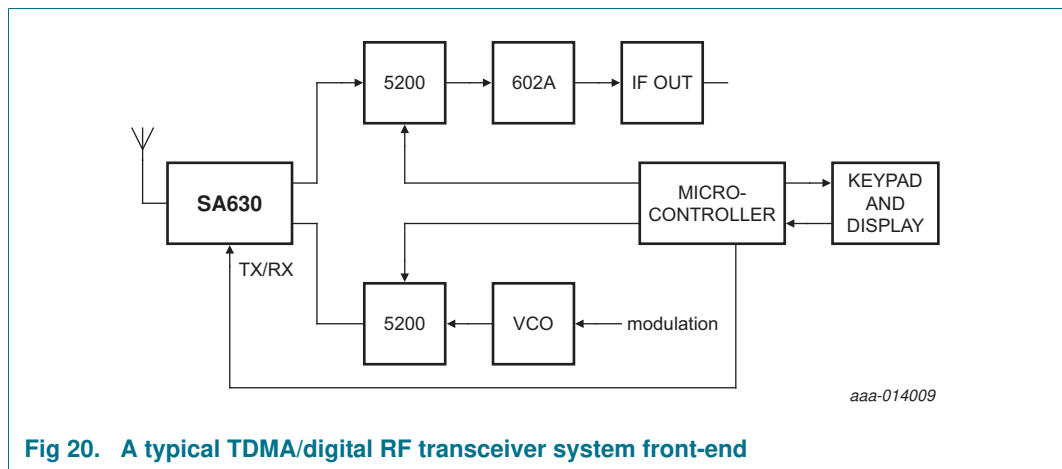 5200
602A
IF OUT
SA630
MICRO-
CONTROLLER
KEYPAD
AND
DISPLAY
TX/RX
5200
VCO
modulation
aaa-014009
Fig 20. A typical TDMA/digital RF transceiver system front-end